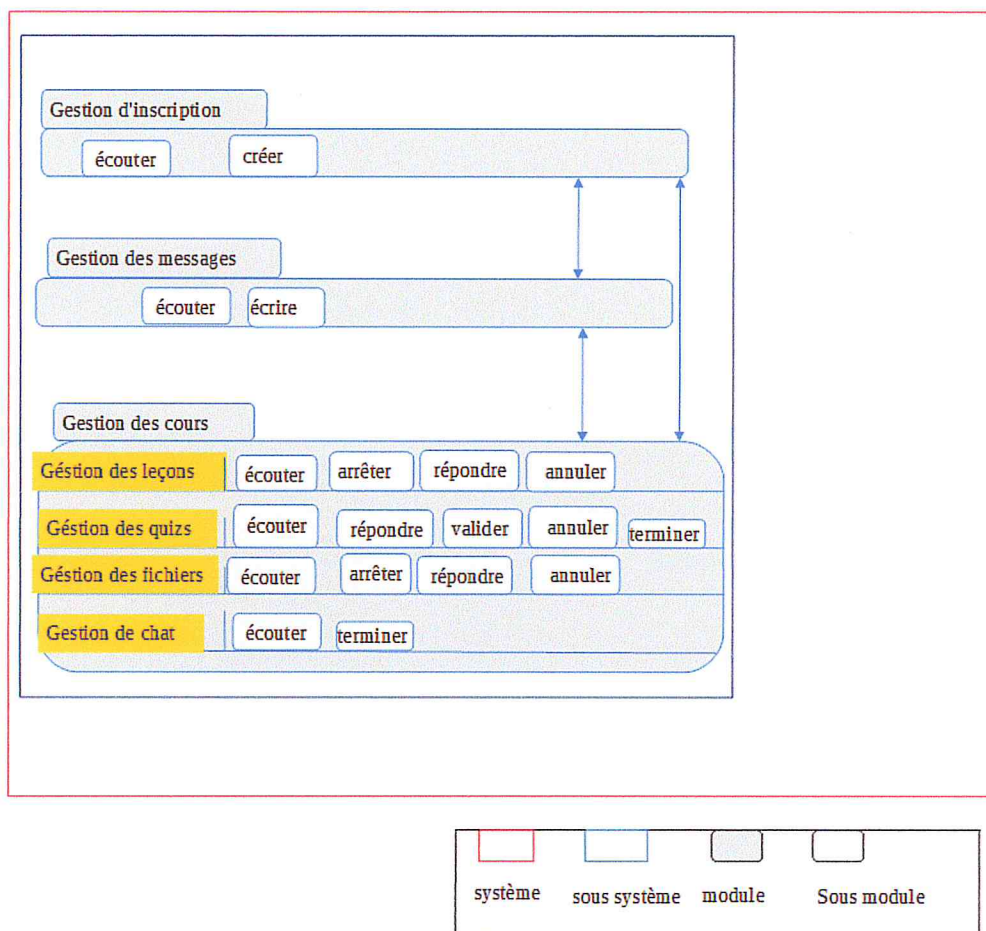 Gestion d'inscription
écouter créer
Gestion des messages
écouter écrire
Gestion des cours
Géstion des leçons écouter arrêter répondre annuler
Géstion des quizs écouter répondre valider annuler terminer
Géstion des fichiers écouter arrêter répondre annuler
Gestion de chat écouter terminer
système sous système module Sous module